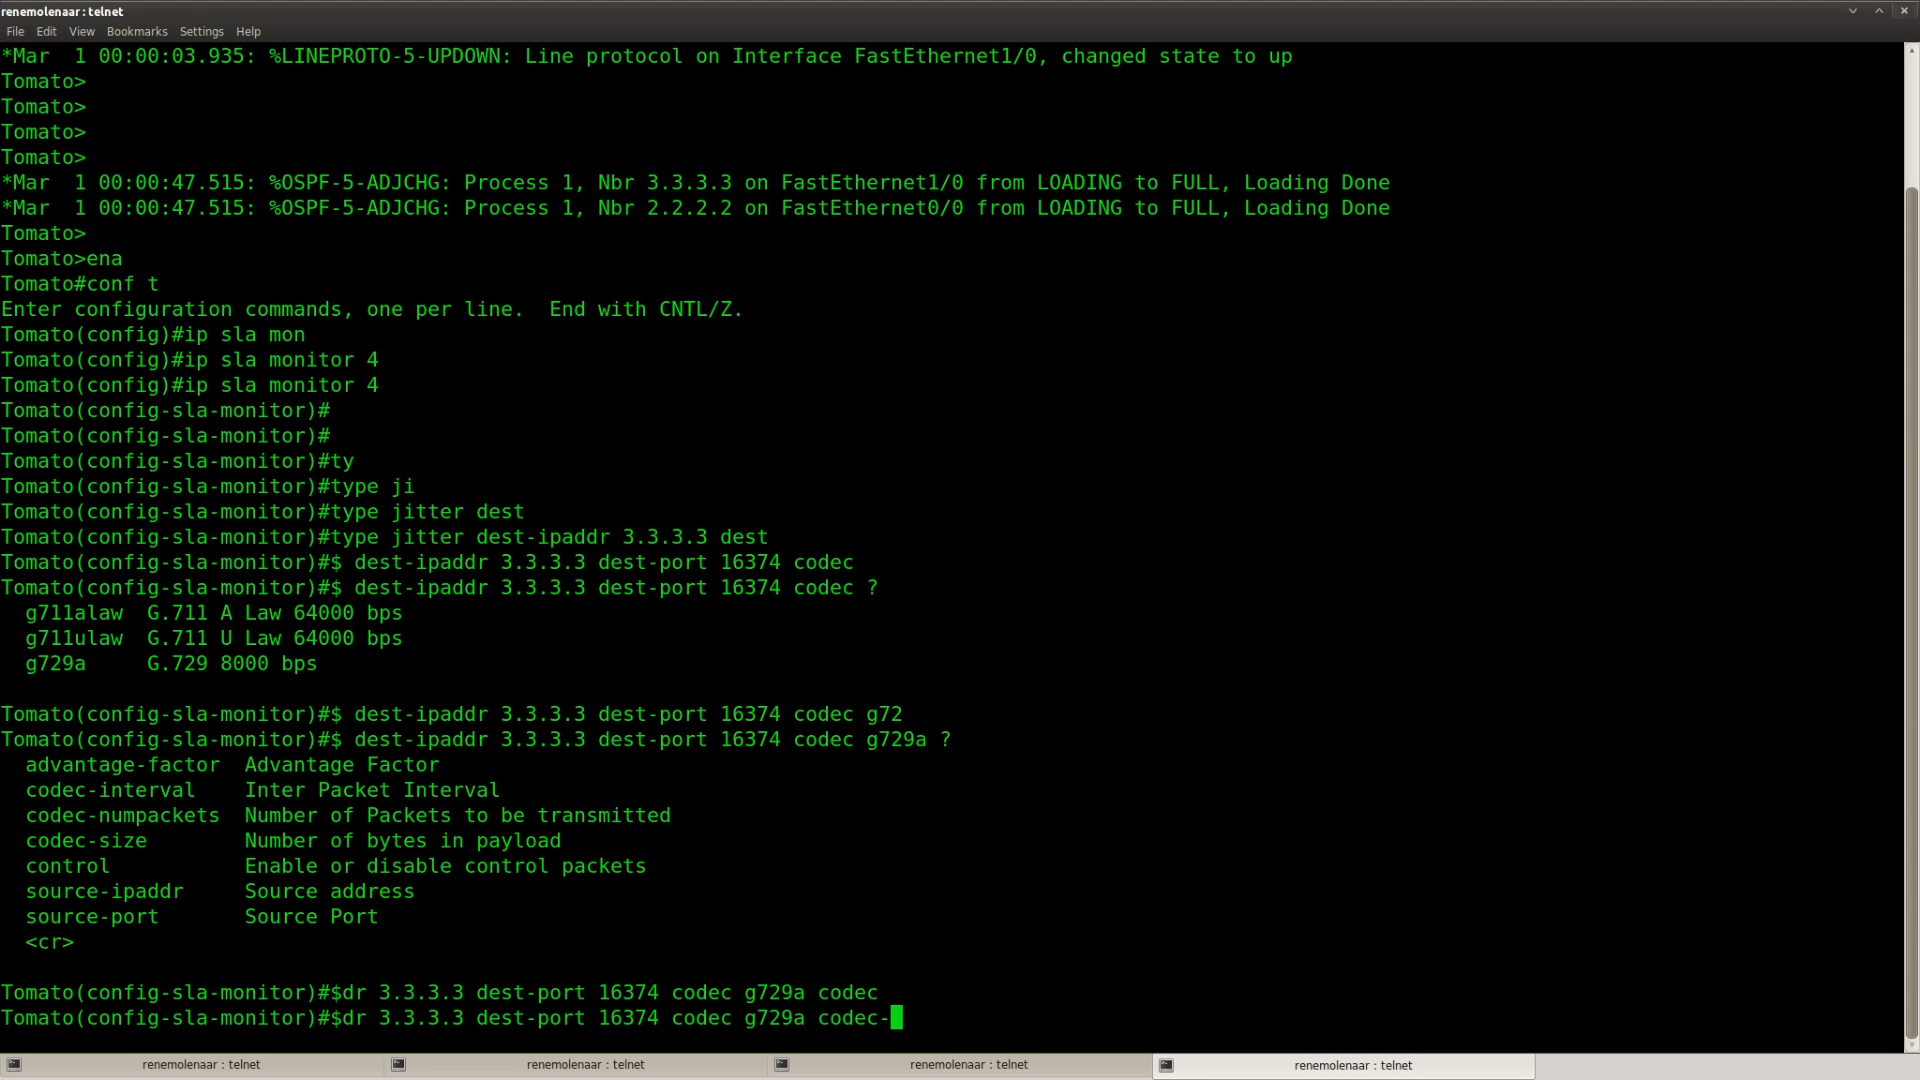 renemolenaar : telnet
File Edit View Bookmarks Settings Help
*Mar  1 00:00:03.935: %LINEPROTO-5-UPDOWN: Line protocol on Interface FastEthernet1/0, changed state to up
Tomato>
Tomato>
Tomato>
Tomato>
*Mar  1 00:00:47.515: %OSPF-5-ADJCHG: Process 1, Nbr 3.3.3.3 on FastEthernet1/0 from LOADING to FULL, Loading Done
*Mar  1 00:00:47.515: %OSPF-5-ADJCHG: Process 1, Nbr 2.2.2.2 on FastEthernet0/0 from LOADING to FULL, Loading Done
Tomato>
Tomato>ena
Tomato#conf t
Enter configuration commands, one per line.  End with CNTL/Z.
Tomato(config)#ip sla mon
Tomato(config)#ip sla monitor 4
Tomato(config)#ip sla monitor 4
Tomato(config-sla-monitor)#
Tomato(config-sla-monitor)#
Tomato(config-sla-monitor)#ty
Tomato(config-sla-monitor)#type ji
Tomato(config-sla-monitor)#type jitter dest
Tomato(config-sla-monitor)#type jitter dest-ipaddr 3.3.3.3 dest
Tomato(config-sla-monitor)#$ dest-ipaddr 3.3.3.3 dest-port 16374 codec
Tomato(config-sla-monitor)#$ dest-ipaddr 3.3.3.3 dest-port 16374 codec ?
  g711alaw  G.711 A Law 64000 bps
  g711ulaw  G.711 U Law 64000 bps
  g729a     G.729 8000 bps
Tomato(config-sla-monitor)#$ dest-ipaddr 3.3.3.3 dest-port 16374 codec g72
Tomato(config-sla-monitor)#$ dest-ipaddr 3.3.3.3 dest-port 16374 codec g729a ?
  advantage-factor  Advantage Factor
  codec-interval    Inter Packet Interval
  codec-numpackets  Number of Packets to be transmitted
  codec-size        Number of bytes in payload
  control           Enable or disable control packets
  source-ipaddr     Source address
  source-port       Source Port
  <cr>
Tomato(config-sla-monitor)#$dr 3.3.3.3 dest-port 16374 codec g729a codec
Tomato(config-sla-monitor)#$dr 3.3.3.3 dest-port 16374 codec g729a codec-
renemolenaar : telnet
renemolenaar : telnet
renemolenaar : telnet
renemolenaar : telnet